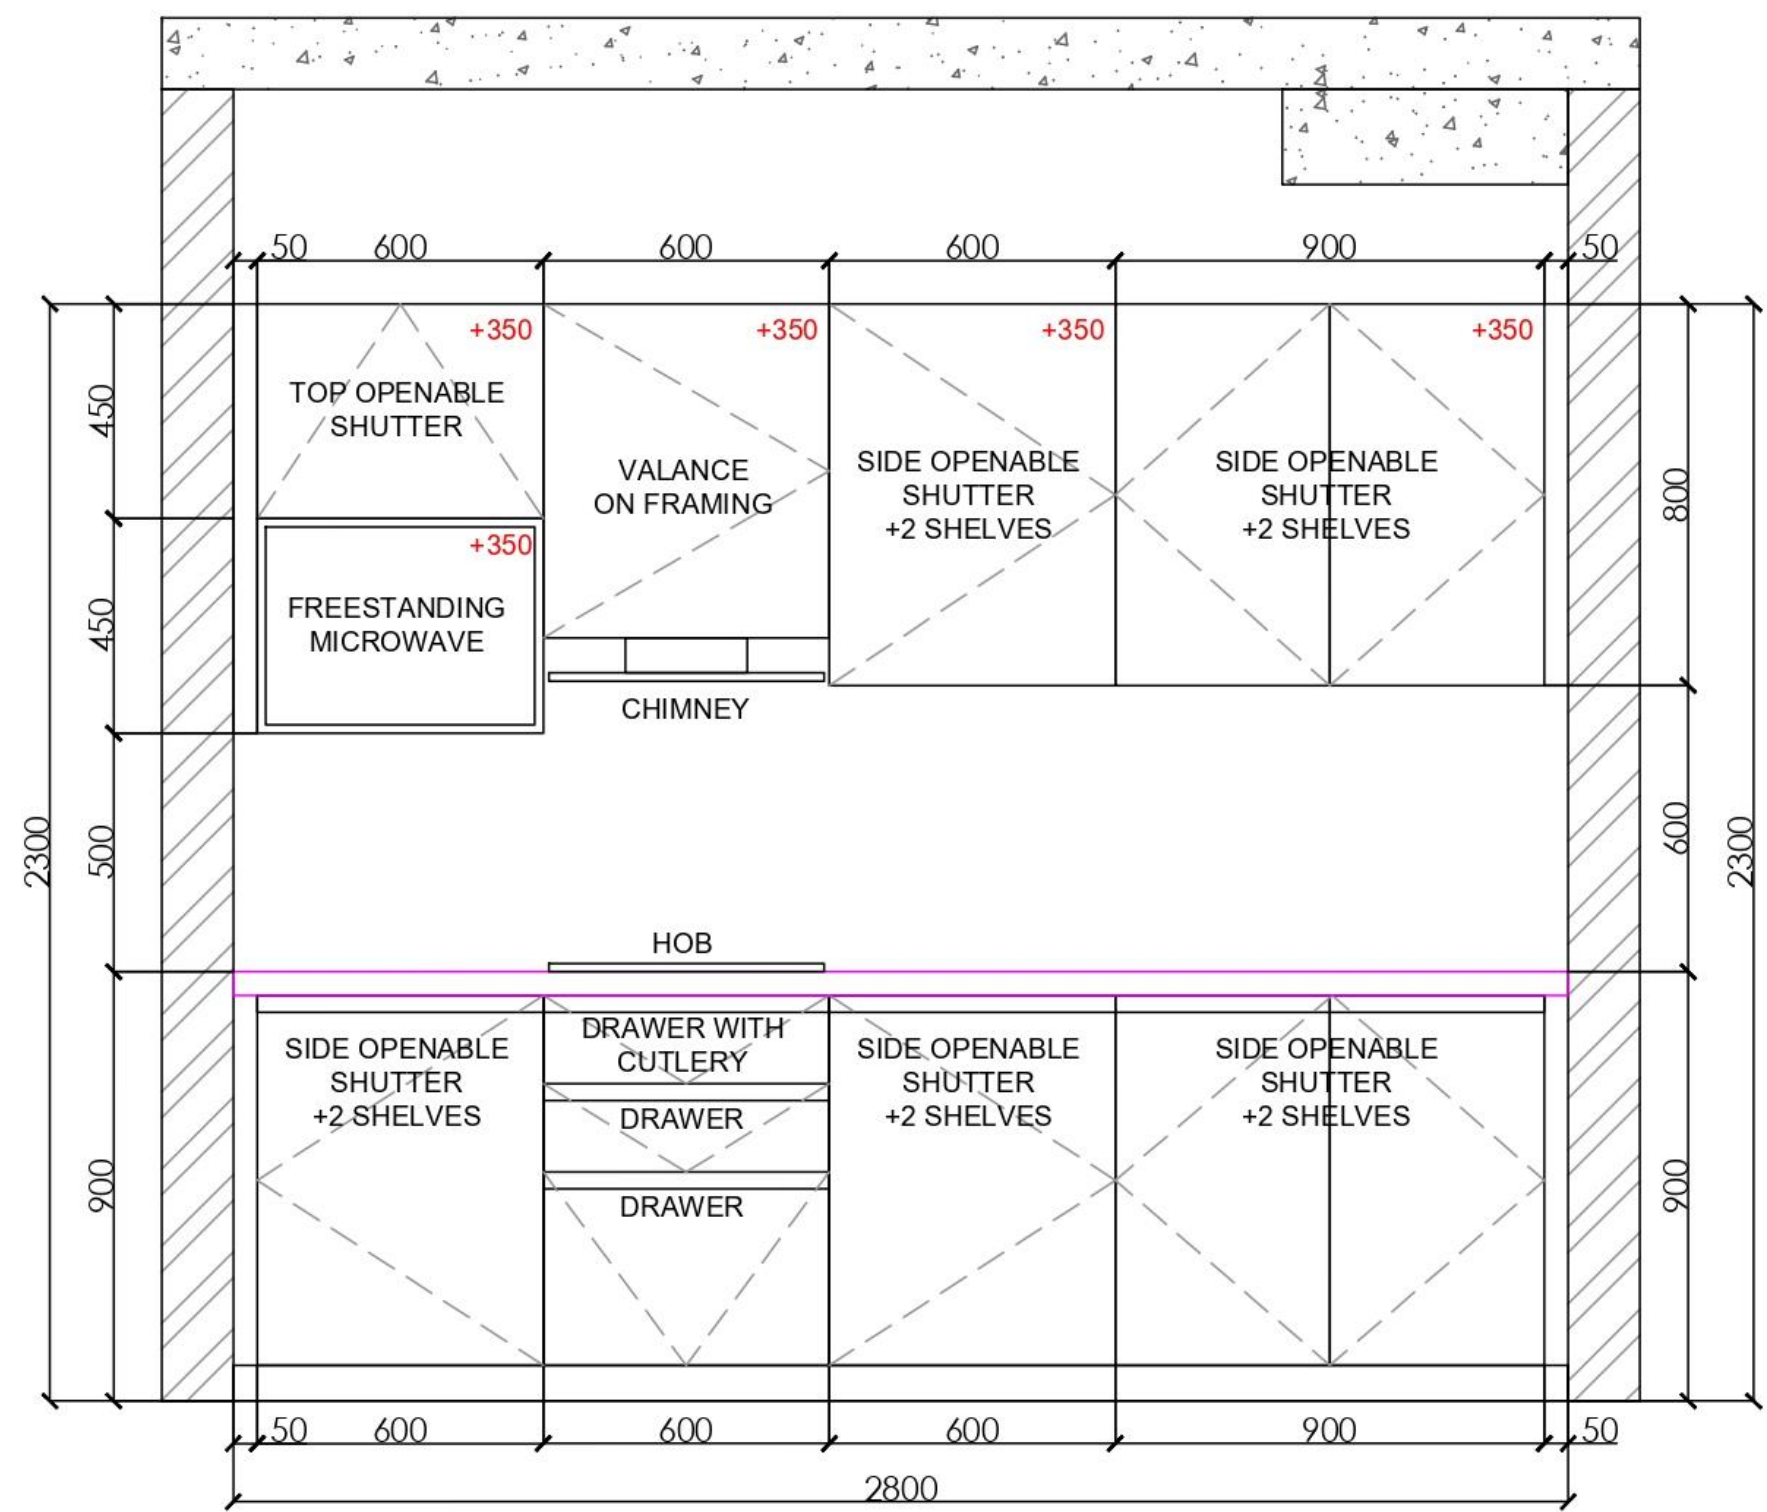 50 600 600 600 900 50
+350 +350 +350 +350
TOP OPENABLE
SHUTTER
VALANCE
ON FRAMING
SIDE OPENABLE
SHUTTER
+2 SHELVES
SIDE OPENABLE
SHUTTER
+2 SHELVES
+350
FREESTANDING
MICROWAVE
CHIMNEY
450
450
500
900
2300
800
600
900
2300
HOB
SIDE OPENABLE
SHUTTER
+2 SHELVES
DRAWER WITH
CUTLERY
DRAWER
DRAWER
SIDE OPENABLE
SHUTTER
+2 SHELVES
SIDE OPENABLE
SHUTTER
+2 SHELVES
50 600 600 600 900 50
2800